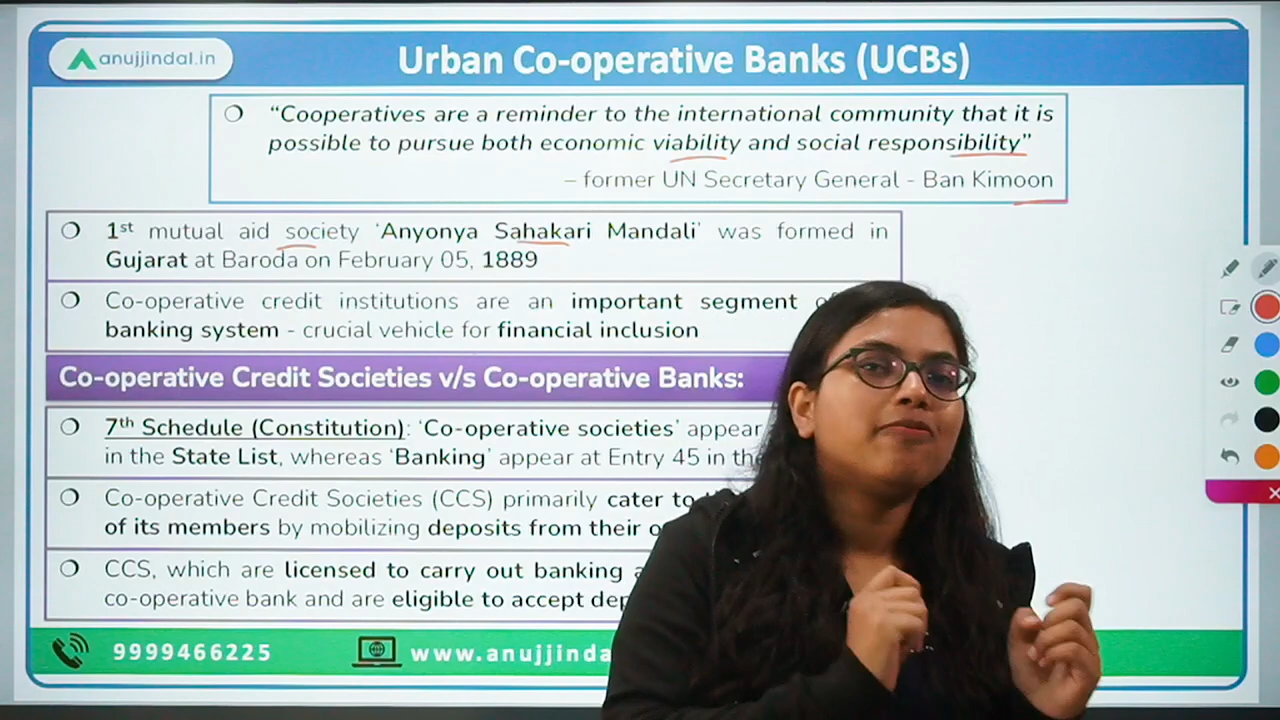 anujjindal.in
Urban Co-operative Banks (UCBs)
"Cooperatives are a reminder to the international community that it is
possible to pursue both economic viability and social responsibility"
– former UN Secretary General - Ban Kimoon
1st mutual aid society 'Anyonya Sahakari Mandali' was formed in
Gujarat at Baroda on February 05, 1889
Co-operative credit institutions are an important segment
banking system - crucial vehicle for financial inclusion
Co-operative Credit Societies v/s Co-operative Banks:
7th Schedule (Constitution): 'Co-operative societies' appear
in the State List, whereas 'Banking' appear at Entry 45 in
Co-operative Credit Societies (CCS) primarily cater to
of its members by mobilizing deposits from their
CCS, which are licensed to carry out banking
co-operative bank and are eligible to accept
9999466225